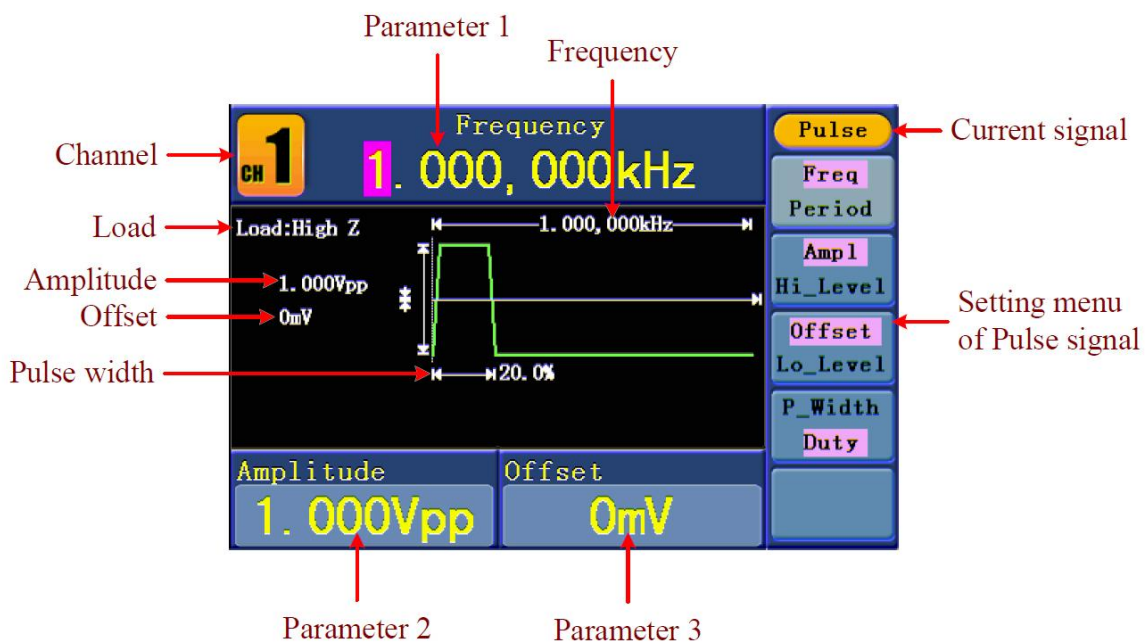 Parameter 1
Frequency
Channel
CH 1
Frequency
1.000,000kHz
Pulse
Current signal
Freq
Period
Load
Load:High Z
1.000,000kHz
Amplitude
1.000Vpp
Ampl
Hi_Level
Offset
0mV
Offset
Lo_Level
Setting menu
of Pulse signal
Pulse width
20.0%
P_Width
Duty
Amplitude
1.000Vpp
Offset
0mV
Parameter 2
Parameter 3